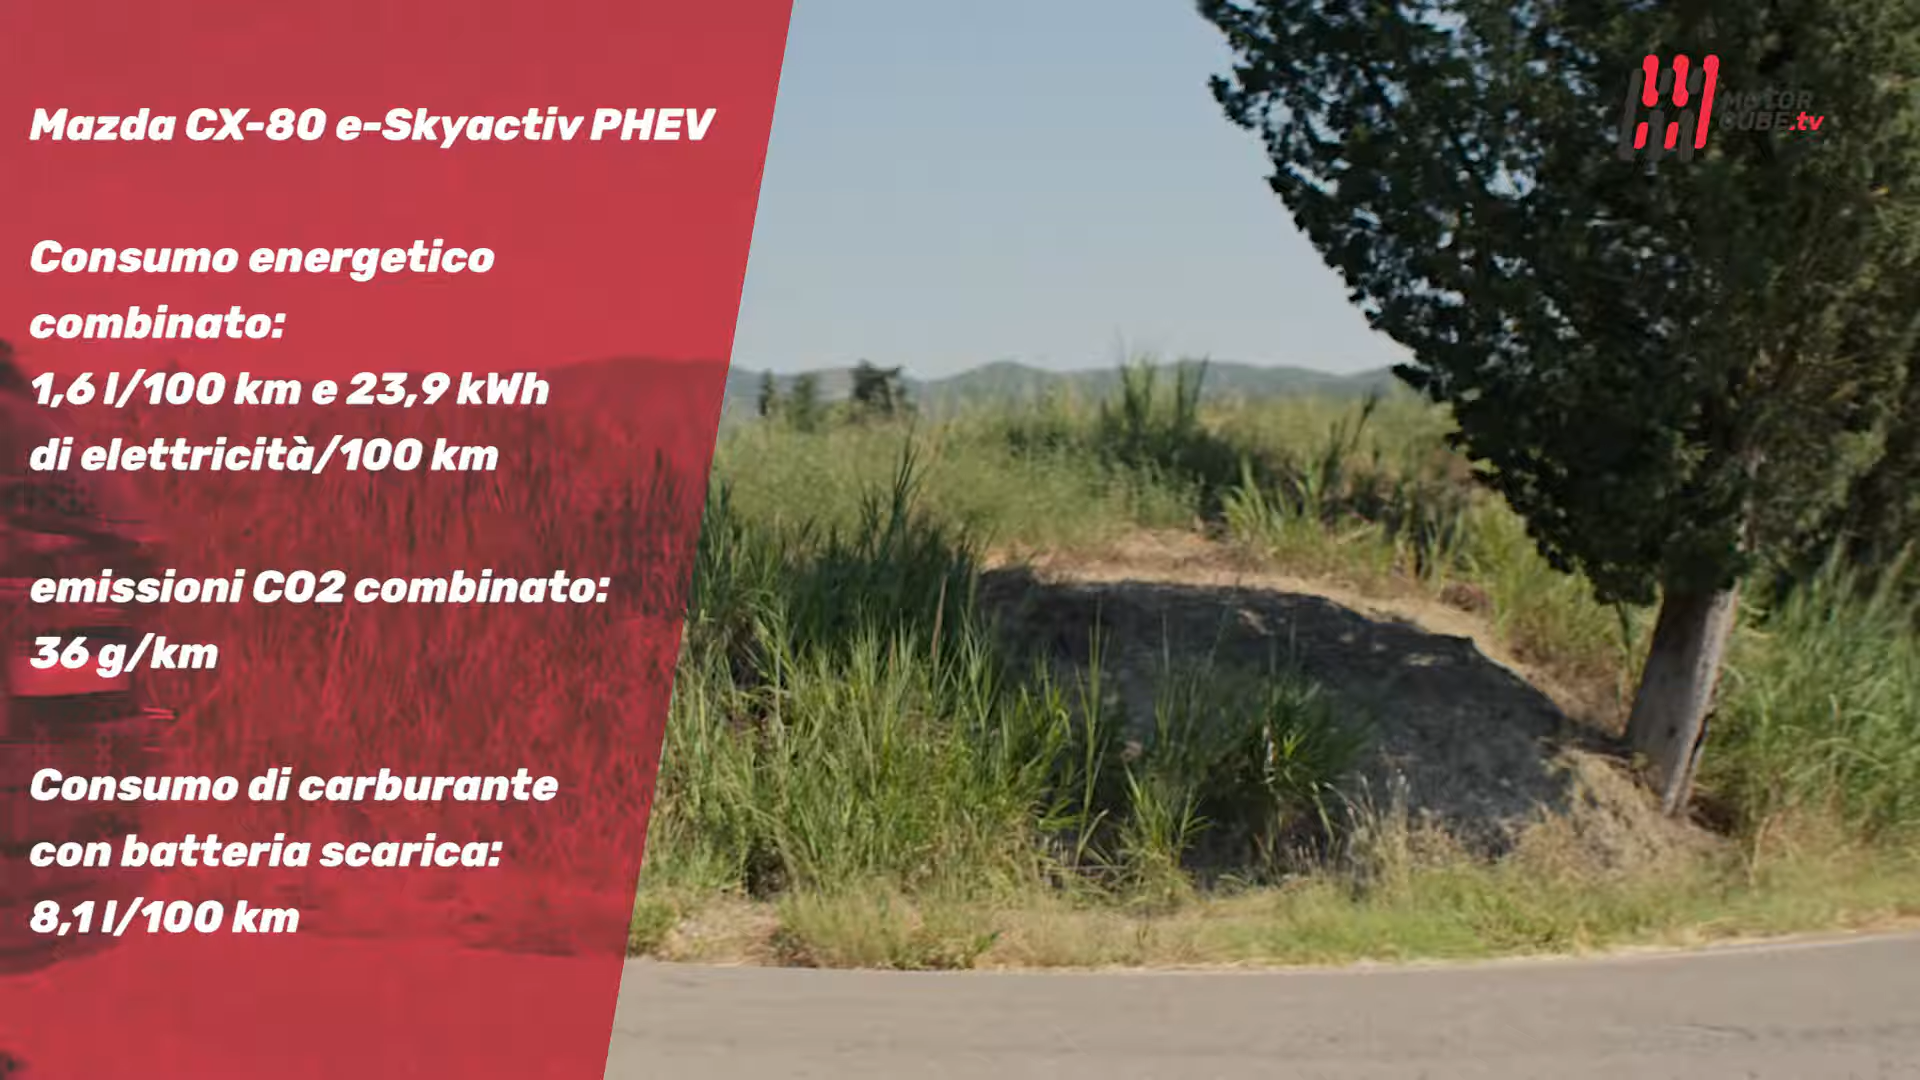 Mazda CX-80 e-Skyactiv PHEV
Consumo energetico
combinato:
1,6 l/100 km e 23,9 kWh
di elettricità/100 km
emissioni CO2 combinato:
36 g/km
Consumo di carburante
con batteria scarica:
8,1 l/100 km
MOTOR
CUBE.tv